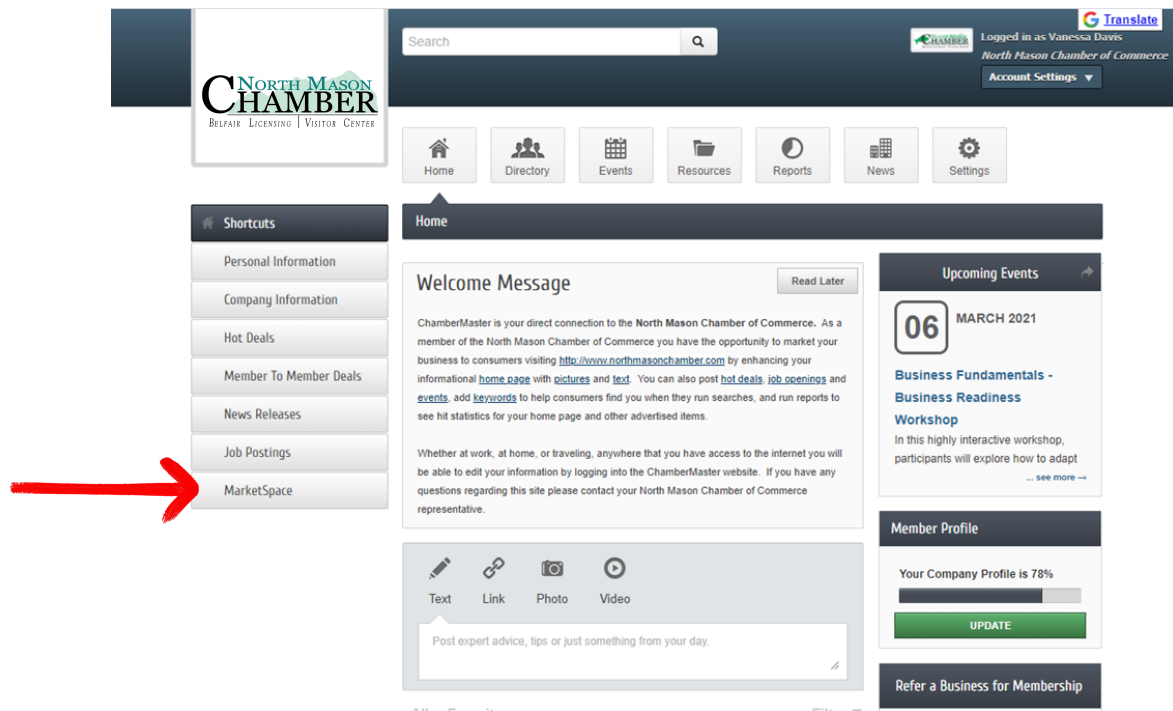 Translate
Search
Logged in as Vanessa Davis
North Mason Chamber of Commerce
Account Settings
NORTH MASON
CHAMBER
BELFAIR LICENSING | VISITOR CENTER
Home
Directory
Events
Resources
Reports
News
Settings
Shortcuts
Personal Information
Company Information
Hot Deals
Member To Member Deals
News Releases
Job Postings
MarketSpace
Home
Welcome Message
Read Later
ChamberMaster is your direct connection to the North Mason Chamber of Commerce. As a
member of the North Mason Chamber of Commerce you have the opportunity to market your
business to consumers visiting http://www.northmasonchamber.com by enhancing your
informational home page with pictures and text. You can also post hot deals, job openings and
events, add keywords to help consumers find you when they run searches, and run reports to
see hit statistics for your home page and other advertised items.
Whether at work, at home, or traveling, anywhere that you have access to the internet you will
be able to edit your information by logging into the ChamberMaster website. If you have any
questions regarding this site please contact your North Mason Chamber of Commerce
representative.
Text
Link
Photo
Video
Post expert advice, tips or just something from your day.
Upcoming Events
06
MARCH 2021
Business Fundamentals -
Business Readiness
Workshop
In this highly interactive workshop,
participants will explore how to adapt
... see more →
Member Profile
Your Company Profile is 78%
UPDATE
Refer a Business for Membership